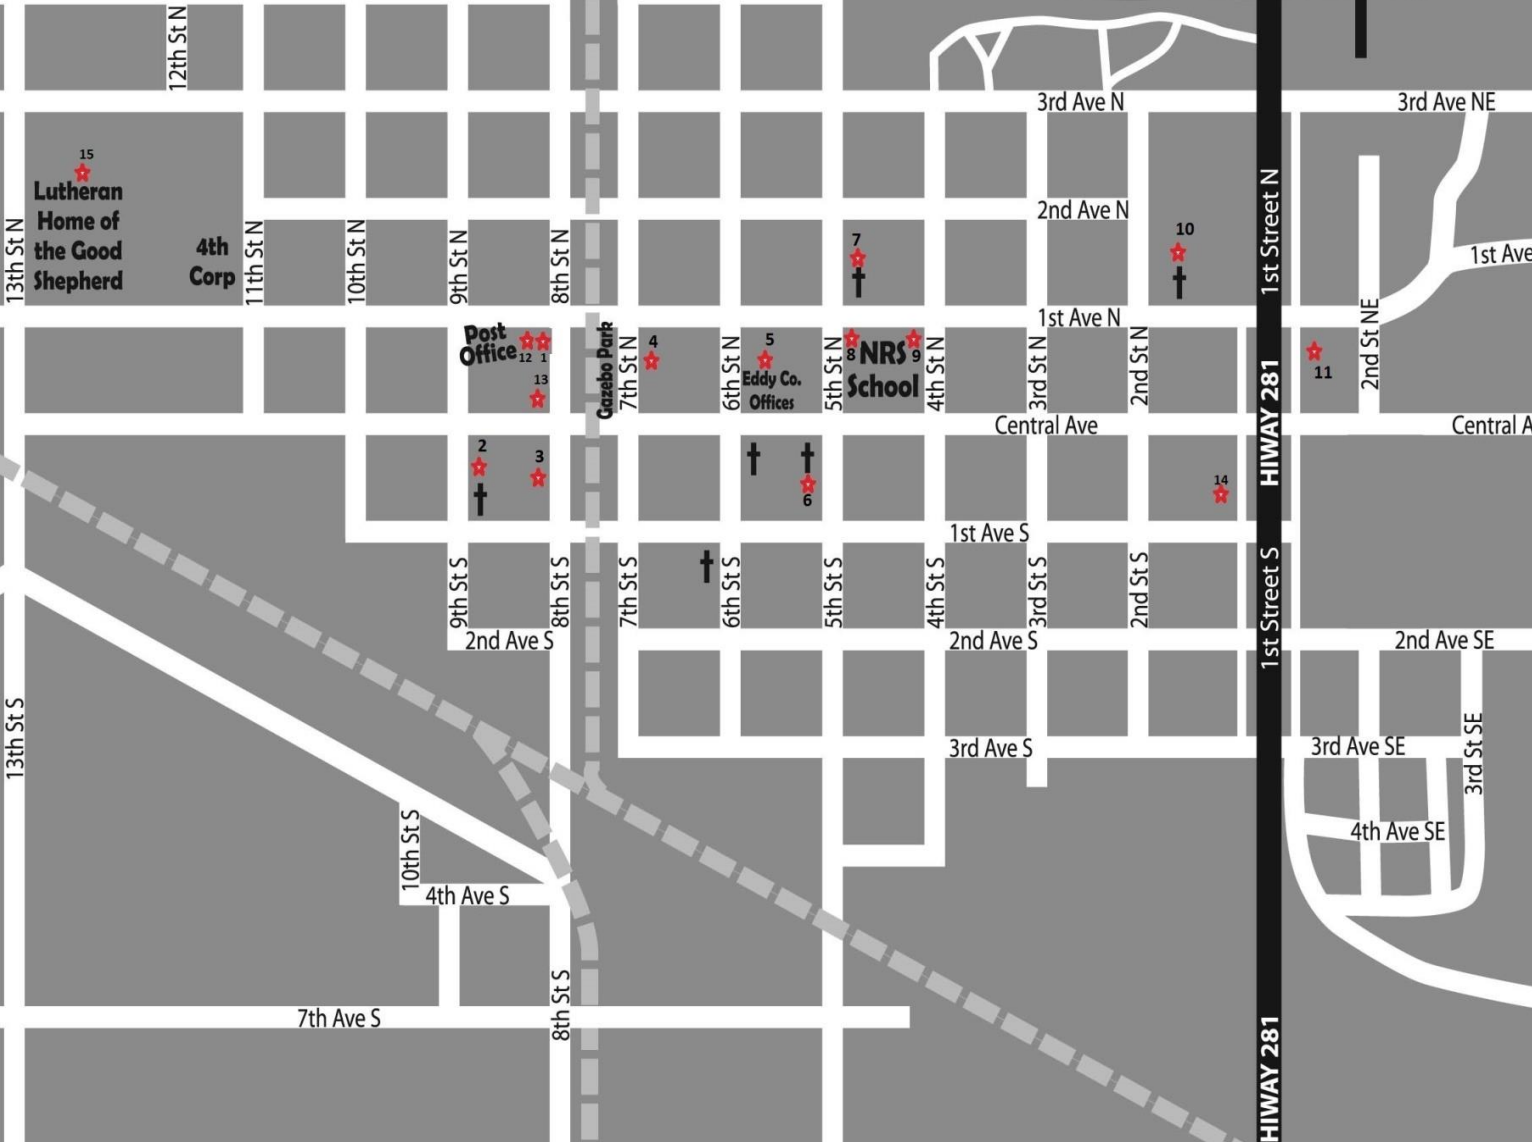 12th St N
3rd Ave N
3rd Ave NE
15
Lutheran
Home of
the Good
Shepherd
4th
Corp
2nd Ave N
13th St N
11th St N
10th St N
9th St N
8th St N
7
10
1st Street N
1st Ave
1st Ave N
Post
Office
12
1
13
Gazebo Park
7th St N
4
6th St N
5
Eddy Co.
Offices
5th St N
8
NRS
School
9
4th St N
3rd St N
2nd St N
HIWAY 281
11
2nd St NE
Central Ave
Central A
2
3
6
14
1st Ave S
9th St S
8th St S
7th St S
6th St S
5th St S
4th St S
3rd St S
2nd St S
1st Street S
2nd Ave S
2nd Ave S
2nd Ave SE
13th St S
3rd Ave S
3rd Ave SE
3rd St SE
10th St S
4th Ave SE
4th Ave S
8th St S
7th Ave S
HIWAY 281